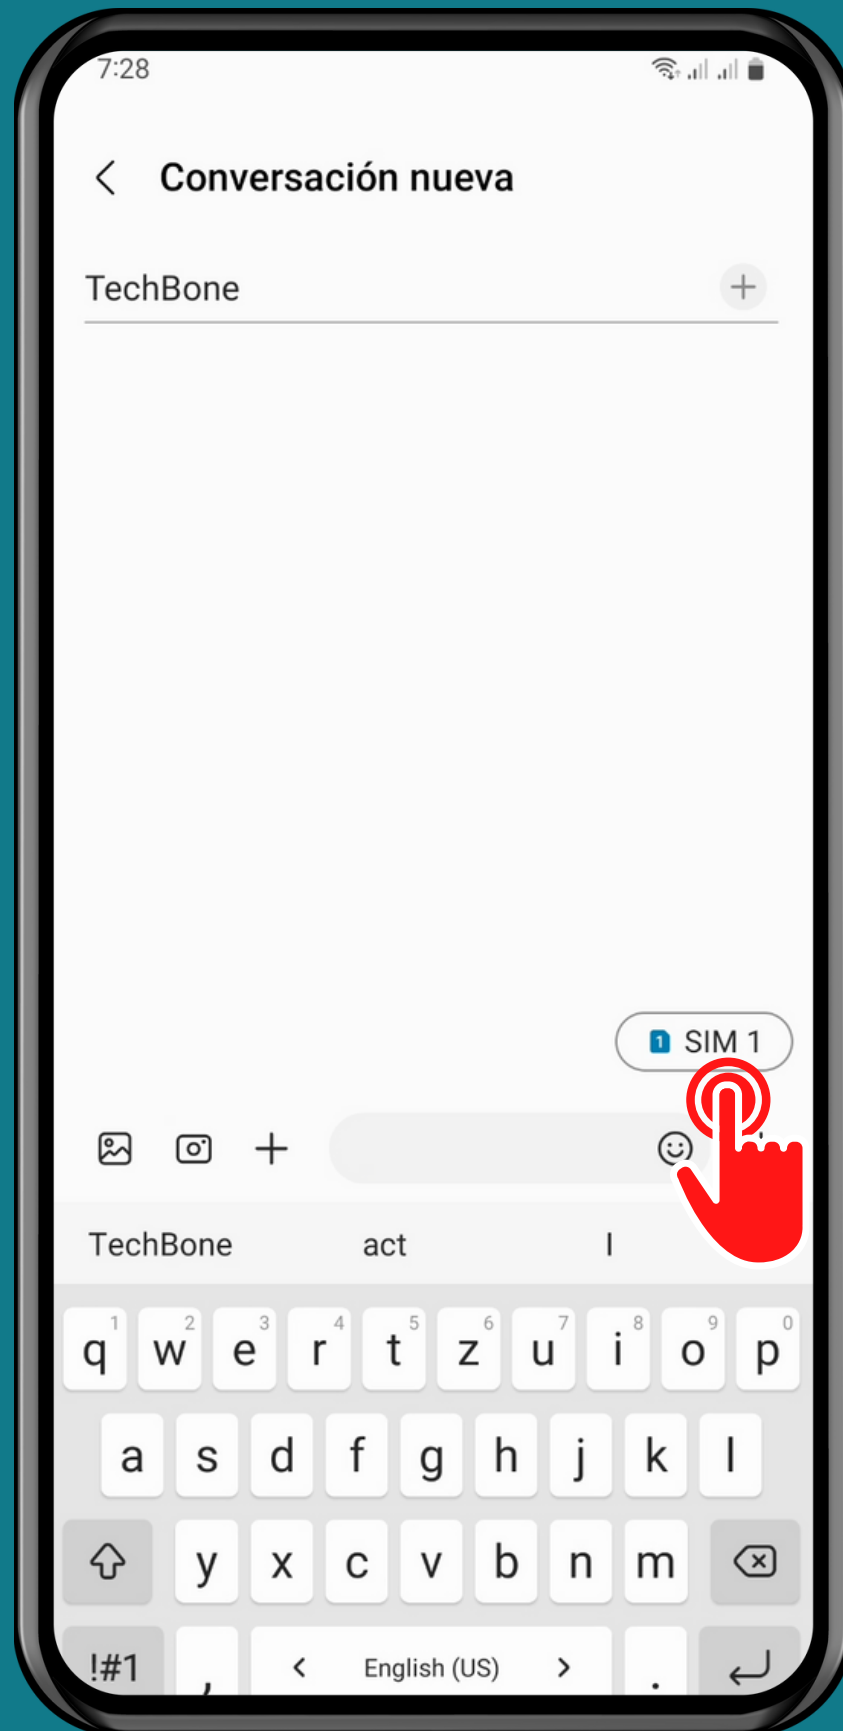 7:28
Conversación nueva
TechBone
1 SIM 1
TechBone act I
1 2 3 4 5 6 7 8 9 0
q w e r t z u i o p
a s d f g h j k l
y x c v b n m
!#1 , < English (US) > .